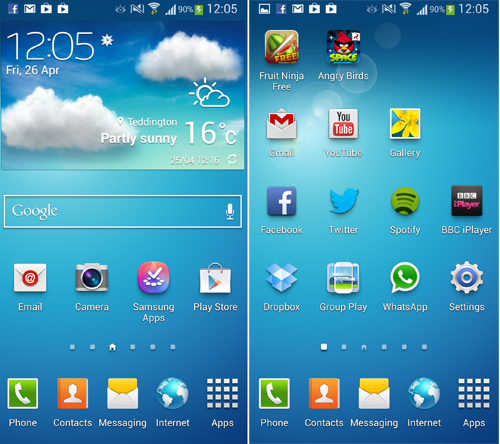 90% 12:05
12:05
Fri, 26 Apr
Teddington
Partly sunny 16°c
25/04 12:16
Google
Email Camera Samsung Apps Play Store
Phone Contacts Messaging Internet Apps
90% 12:05
FREE SPACE
Fruit Ninja Free Angry Birds
You Tube
Gmail YouTube Gallery
BBC iPlayer
Facebook Twitter Spotify BBC iPlayer
Dropbox Group Play WhatsApp Settings
Phone Contacts Messaging Internet Apps